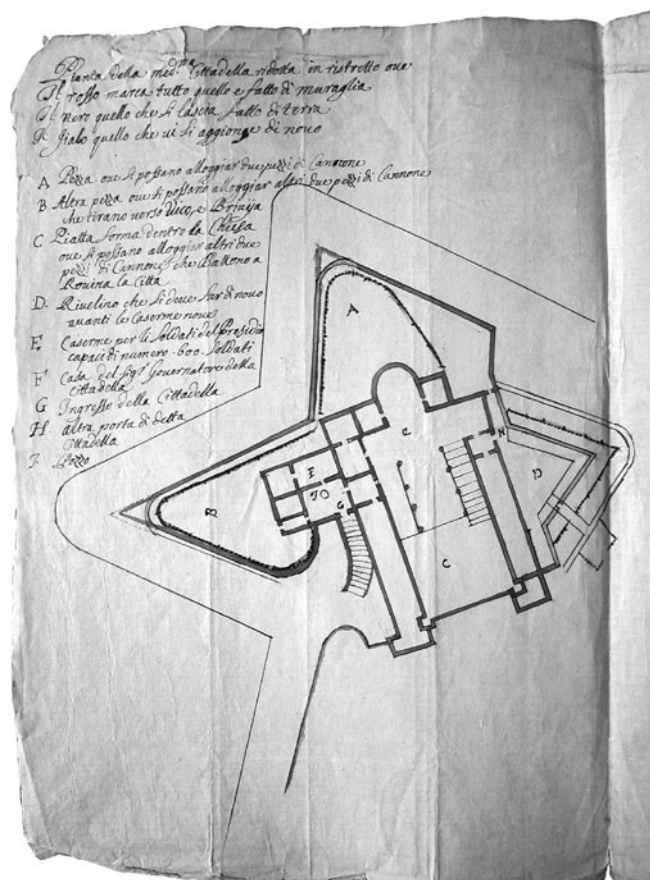 Pianta della med.ma Cittadella ridotta in ristretto oue
Il rosso marca tutto quello e fatto di muraglia
Il nero quello che si lascia fatto di terra
Il gialo quello che ui si aggionge di nouo
A Pezza oue si possano alloggiar due pezzi di Cannone
B Altra pezza oue si possano alloggiar altri due pezzi di Cannone
che tirano uerso Vico, e
C Piatta forma dentro la Chiesa
oue si possano alloggiar altri due
pezzi di Cannone che Battono a
Rouina la Citta
D. Riuelino che si deue far di nouo
auanti le Caserme noue
E Caserme per li Soldati del Presidio
capaci di numero 600. Soldati
F Casa del Sigr Gouernatore della
Cittadella
G Ingresso della Cittadella
H. altra porta di detta
Cittadella
J. Pozzo
A
C
H
F
D
JO
G
B
C